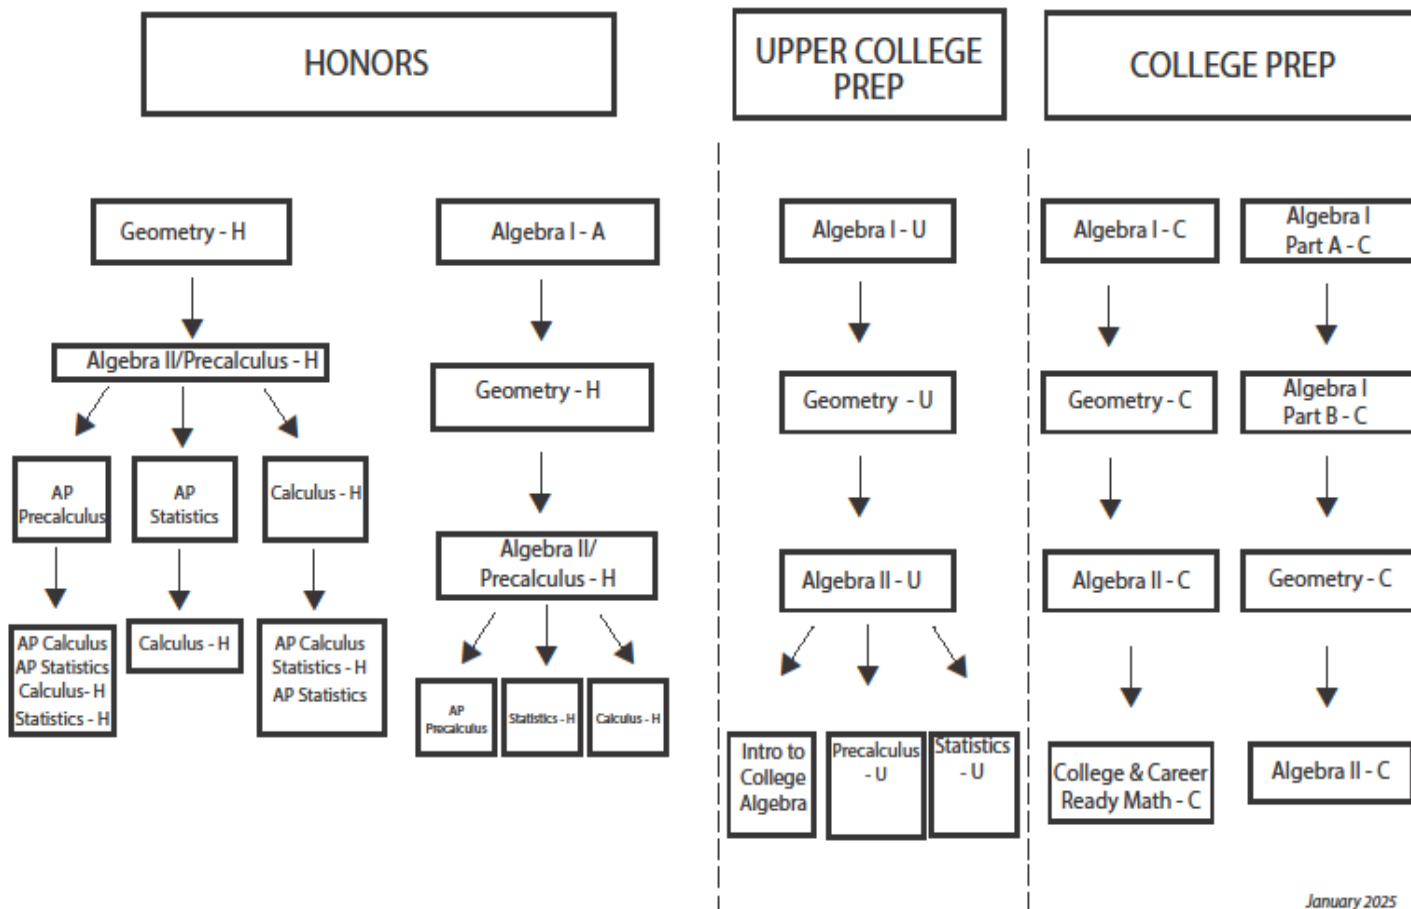 HONORS
UPPER COLLEGE
PREP
COLLEGE PREP
Geometry - H
Algebra II/Precalculus - H
AP
Precalculus
AP
Statistics
Calculus - H
AP Calculus
AP Statistics
Calculus- H
Statistics - H
Calculus - H
AP Calculus
Statistics - H
AP Statistics
Algebra I - A
Geometry - H
Algebra II/
Precalculus - H
AP
Precalculus
Statistics - H
Calculus - H
Algebra I - U
Geometry - U
Algebra II - U
Intro to
College
Algebra
Precalculus
- U
Statistics
- U
Algebra I - C
Geometry - C
Algebra II - C
College & Career
Ready Math - C
Algebra I
Part A - C
Algebra I
Part B - C
Geometry - C
Algebra II - C
January 2025